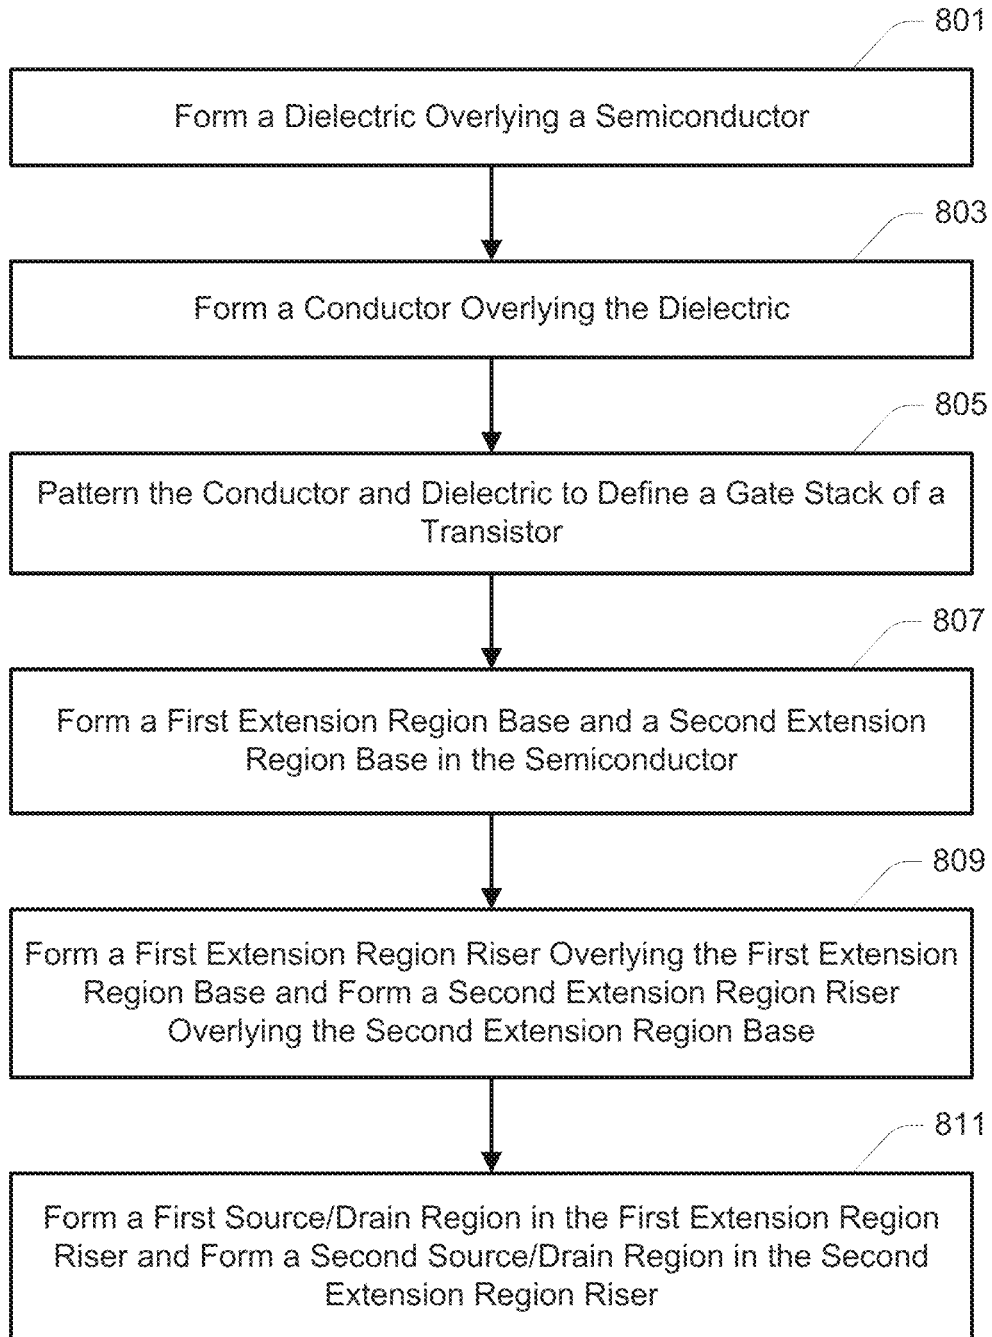 801
Form a Dielectric Overlying a Semiconductor
803
Form a Conductor Overlying the Dielectric
805
Pattern the Conductor and Dielectric to Define a Gate Stack of a
Transistor
807
Form a First Extension Region Base and a Second Extension
Region Base in the Semiconductor
809
Form a First Extension Region Riser Overlying the First Extension
Region Base and Form a Second Extension Region Riser
Overlying the Second Extension Region Base
811
Form a First Source/Drain Region in the First Extension Region
Riser and Form a Second Source/Drain Region in the Second
Extension Region Riser